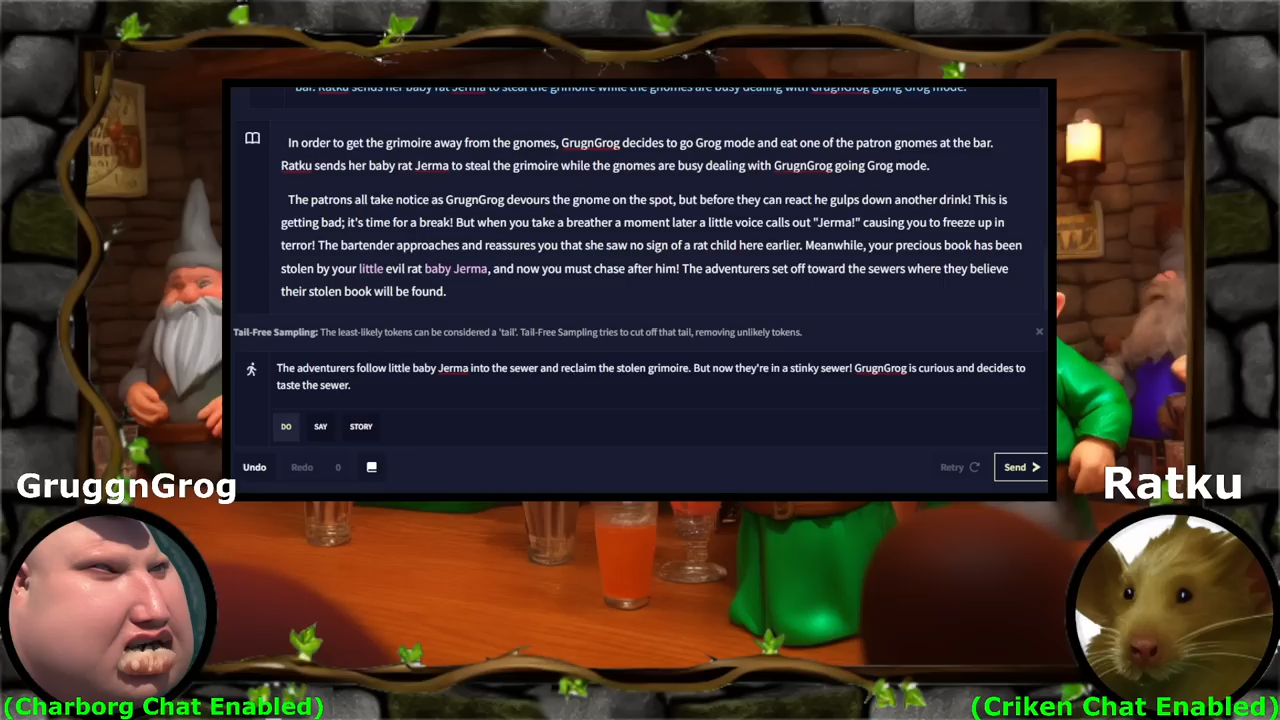 Bar. Ratku sends her baby rat Jerma to steal the grimoire while the gnomes are busy dealing with GrugnGrog going Grog mode.
In order to get the grimoire away from the gnomes, GrugnGrog decides to go Grog mode and eat one of the patron gnomes at the bar.
Ratku sends her baby rat Jerma to steal the grimoire while the gnomes are busy dealing with GrugnGrog going Grog mode.
The patrons all take notice as GrugnGrog devours the gnome on the spot, but before they can react he gulps down another drink! This is
getting bad; it's time for a break! But when you take a breather a moment later a little voice calls out "Jerma!" causing you to freeze up in
terror! The bartender approaches and reassures you that she saw no sign of a rat child here earlier. Meanwhile, your precious book has been
stolen by your little evil rat baby Jerma, and now you must chase after him! The adventurers set off toward the sewers where they believe
their stolen book will be found.
Tail-Free Sampling: The least-likely tokens can be considered a 'tail'. Tail-Free Sampling tries to cut off that tail, removing unlikely tokens.
The adventurers follow little baby Jerma into the sewer and reclaim the stolen grimoire. But now they're in a stinky sewer! GrugnGrog is curious and decides to
taste the sewer.
DO SAY STORY
Undo Redo 0 Retry Send
GruggnGrog
Ratku
(Charborg Chat Enabled)
(Criken Chat Enabled)